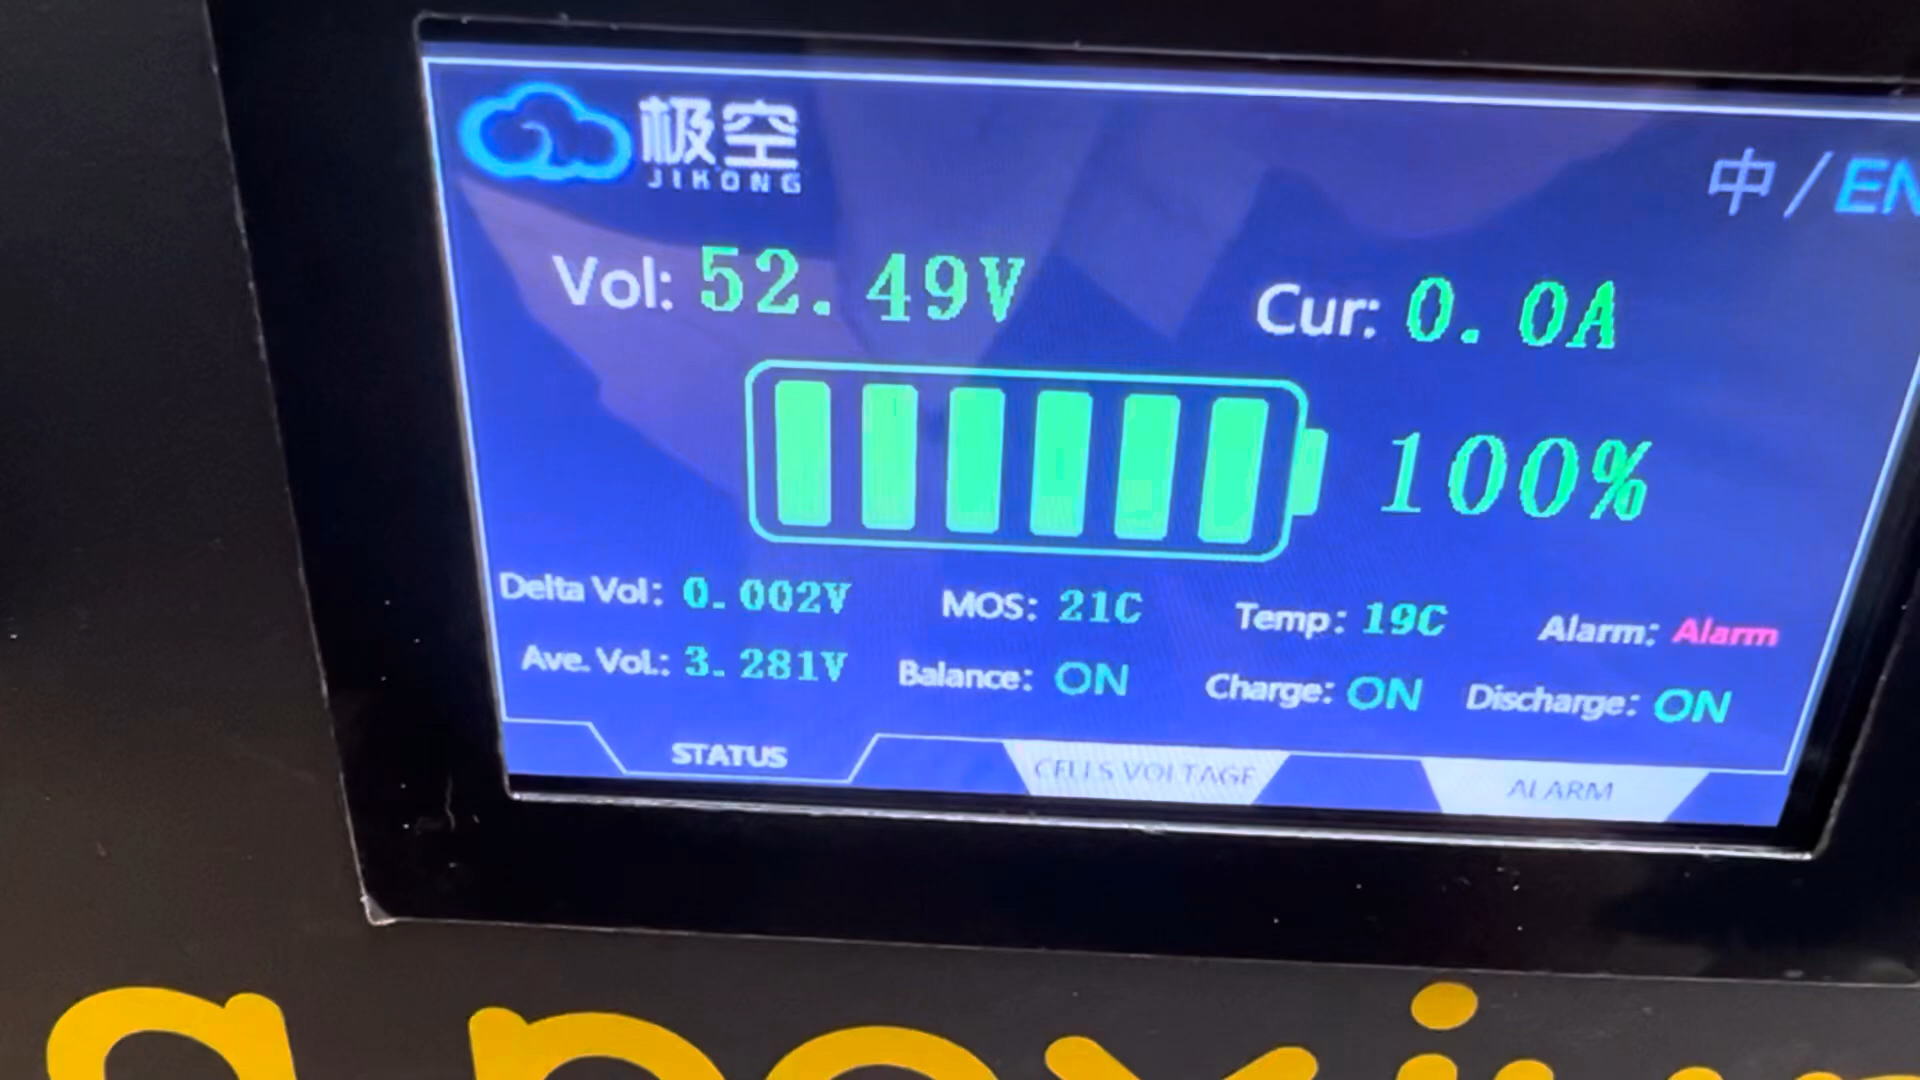 极空
JIKONG
中/EN
Vol: 52.49V
Cur: 0.0A
100%
Delta Vol: 0.002V MOS: 21C Temp: 19C Alarm: Alarm
Ave. Vol.: 3.281V Balance: ON Charge: ON Discharge: ON
STATUS CELLS VOLTAGE ALARM